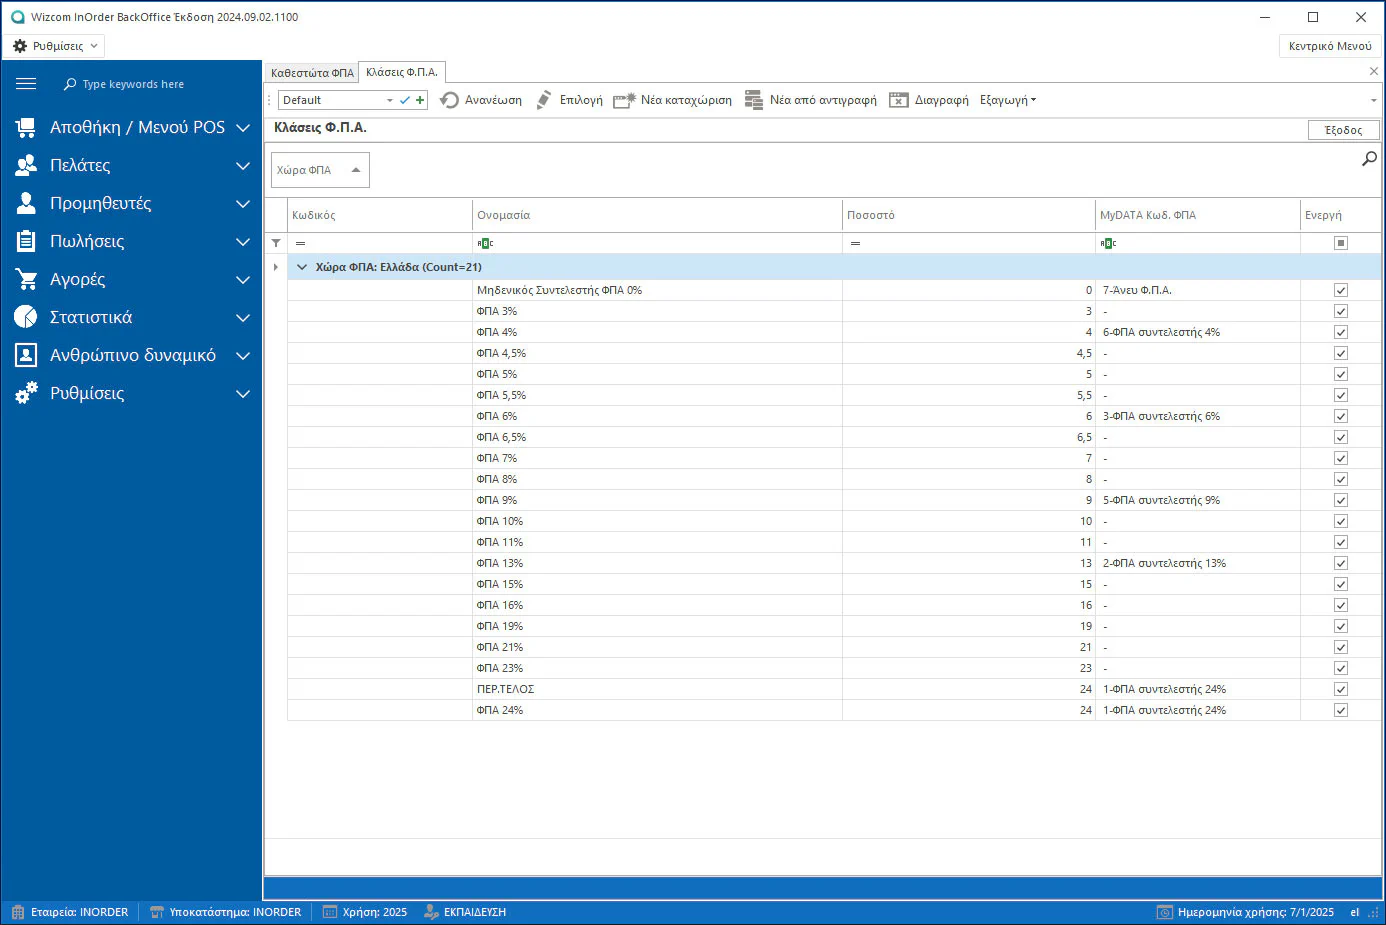 Wizcom InOrder BackOffice Έκδοση 2024.09.02.1100
Ρυθμίσεις
Κεντρικό Μενού
Type keywords here
Αποθήκη / Μενού POS
Πελάτες
Προμηθευτές
Πωλήσεις
Αγορές
Στατιστικά
Ανθρώπινο δυναμικό
Ρυθμίσεις
Καθεστώτα ΦΠΑ Κλάσεις Φ.Π.Α.
Default Ανανέωση Επιλογή Νέα καταχώριση Νέα από αντιγραφή Διαγραφή Εξαγωγή
Κλάσεις Φ.Π.Α. Έξοδος
Χώρα ΦΠΑ
Κωδικός Ονομασία Ποσοστό MyDATA Κωδ. ΦΠΑ Ενεργή
= ABC = ABC
Χώρα ΦΠΑ: Ελλάδα (Count=21)
Μηδενικός Συντελεστής ΦΠΑ 0% 0 7-Άνευ Φ.Π.Α.
ΦΠΑ 3% 3 -
ΦΠΑ 4% 4 6-ΦΠΑ συντελεστής 4%
ΦΠΑ 4,5% 4,5 -
ΦΠΑ 5% 5 -
ΦΠΑ 5,5% 5,5 -
ΦΠΑ 6% 6 3-ΦΠΑ συντελεστής 6%
ΦΠΑ 6,5% 6,5 -
ΦΠΑ 7% 7 -
ΦΠΑ 8% 8 -
ΦΠΑ 9% 9 5-ΦΠΑ συντελεστής 9%
ΦΠΑ 10% 10 -
ΦΠΑ 11% 11 -
ΦΠΑ 13% 13 2-ΦΠΑ συντελεστής 13%
ΦΠΑ 15% 15 -
ΦΠΑ 16% 16 -
ΦΠΑ 19% 19 -
ΦΠΑ 21% 21 -
ΦΠΑ 23% 23 -
ΠΕΡ.ΤΕΛΟΣ 24 1-ΦΠΑ συντελεστής 24%
ΦΠΑ 24% 24 1-ΦΠΑ συντελεστής 24%
Εταιρεία: INORDER Υποκατάστημα: INORDER Χρήση: 2025 ΕΚΠΑΙΔΕΥΣΗ Ημερομηνία χρήσης: 7/1/2025 el